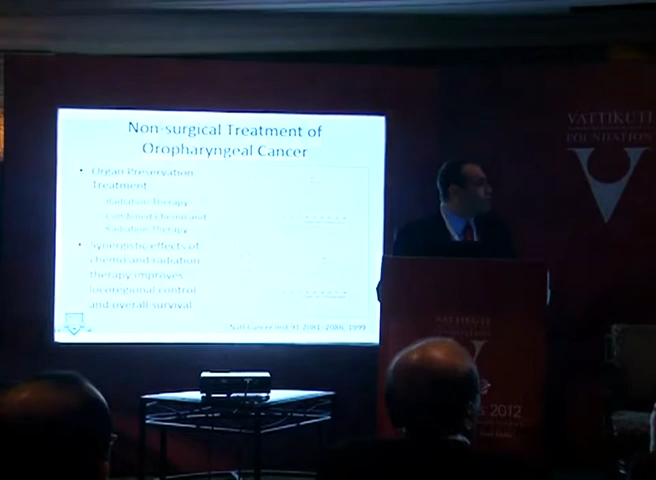 Non-surgical Treatment of
Oropharyngeal Cancer
• Organ Preservation
Treatment
Radiation Therapy
Combined Chemo and
Radiation Therapy
• Synergistic effects of
chemo and radiation
therapy improves
locoregional control
and overall survival
Natl Cancer Inst 91 2081-2086, 1999
VATTIKUTI
FOUNDATION
VATTIKUTI
2012